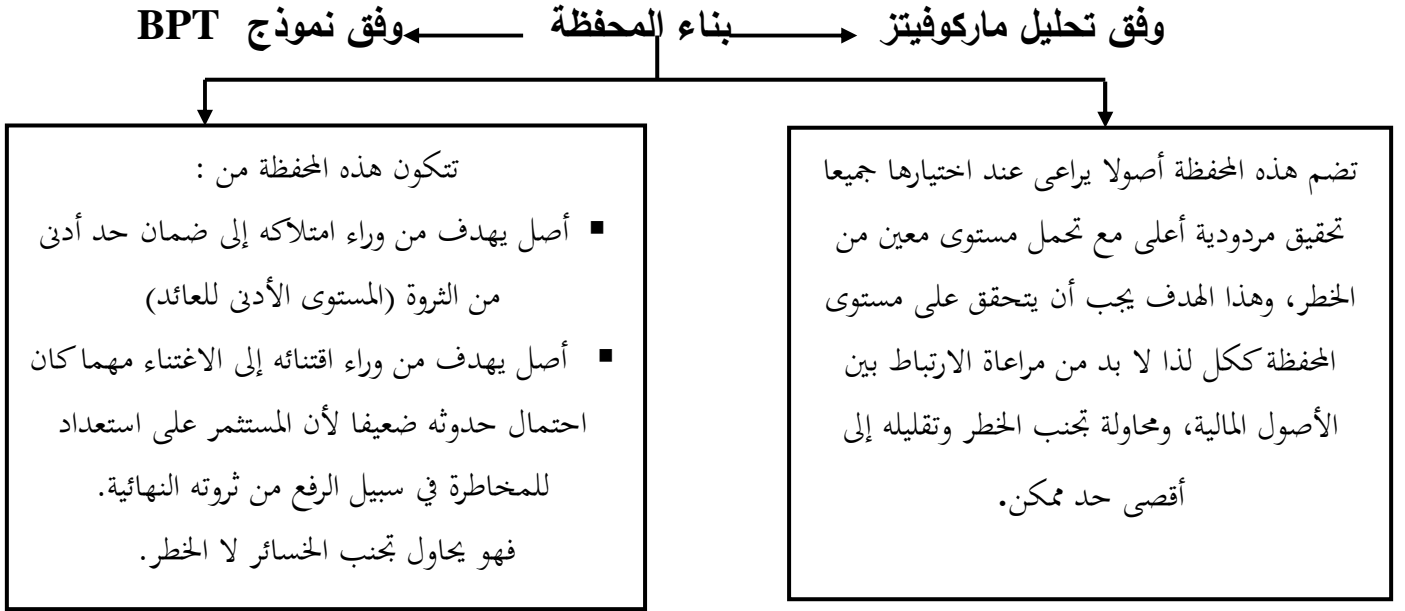 وفق تحليل ماركوفيتز بناء المحفظة وفق نموذج BPT
تضم هذه المحفظة أصولا يراعى عند اختيارها جميعا
تحقيق مردودية أعلى مع تحمل مستوى معين من
الخطر، وهذا الهدف يجب أن يتحقق على مستوى
المحفظة ككل لذا لا بد من مراعاة الارتباط بين
الأصول المالية، ومحاولة تجنب الخطر وتقليله إلى
أقصى حد ممكن.
تتكون هذه المحفظة من :
▪ أصل يهدف من وراء امتلاكه إلى ضمان حد أدنى
من الثروة (المستوى الأدنى للعائد)
▪ أصل يهدف من وراء اقتنائه إلى الاغتناء مهما كان
احتمال حدوثه ضعيفا لأن المستثمر على استعداد
للمخاطرة في سبيل الرفع من ثروته النهائية.
فهو يحاول تجنب الخسائر لا الخطر.